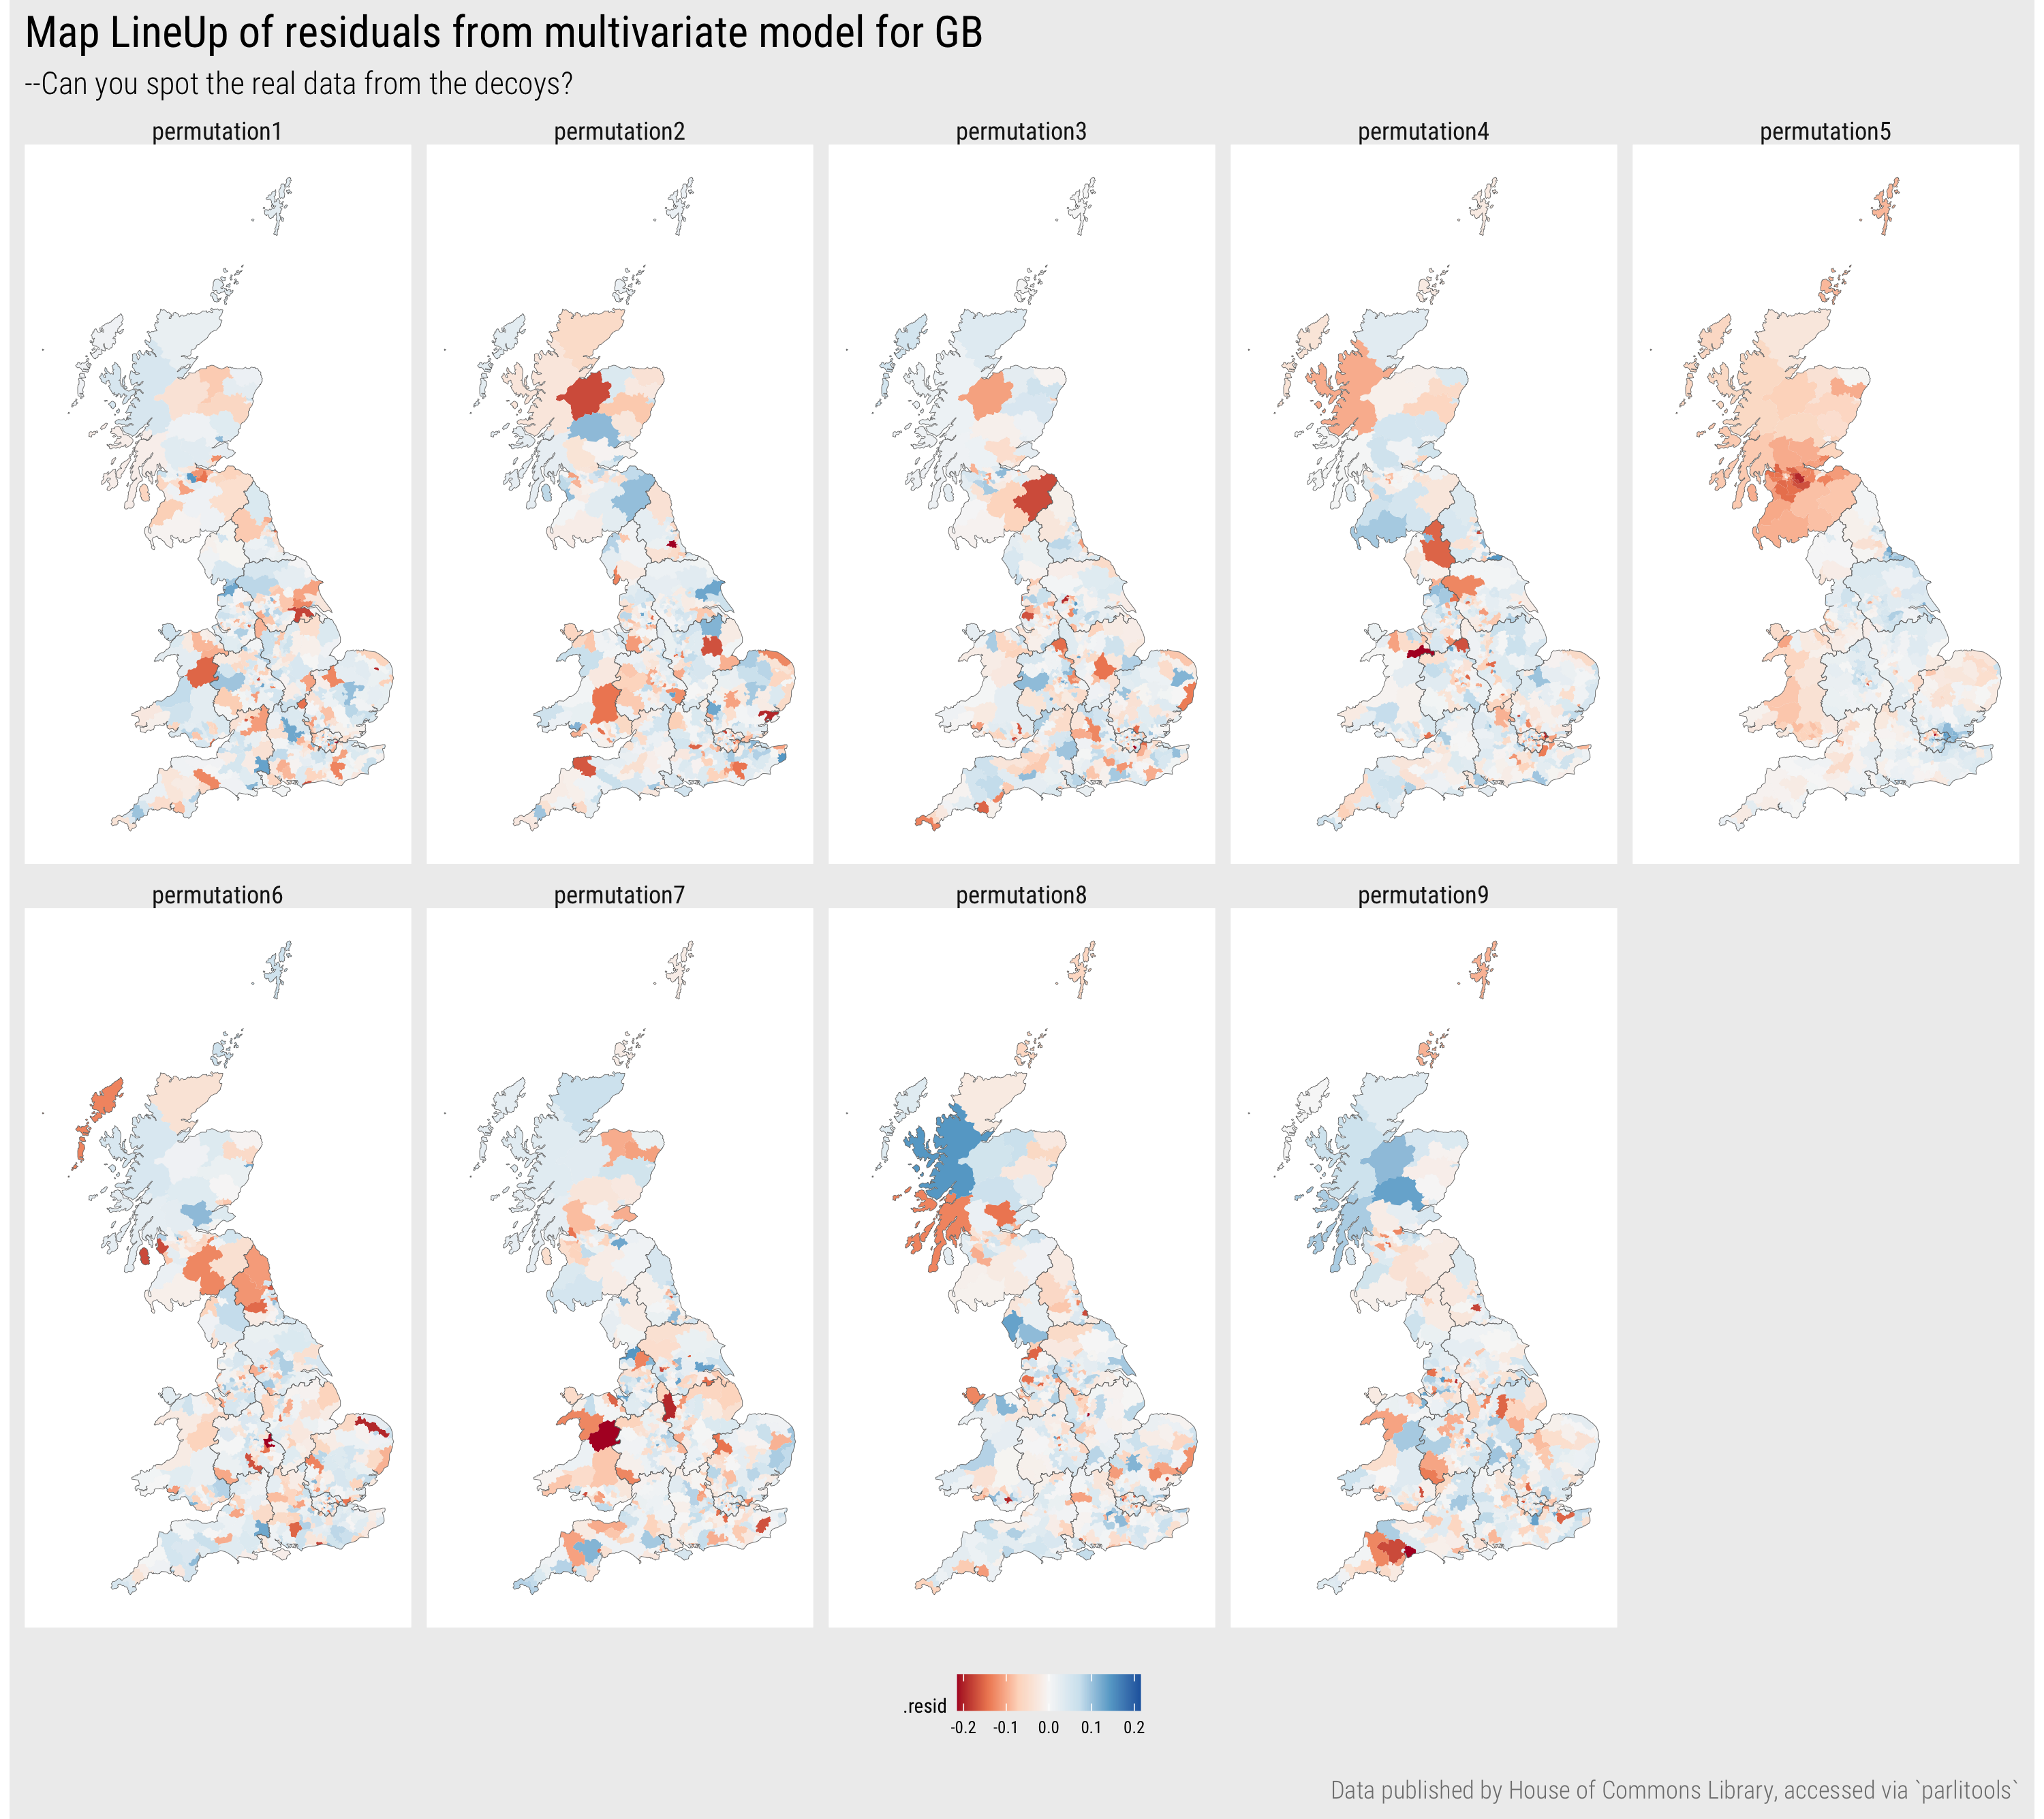 Map LineUp of residuals from multivariate model for GB
--Can you spot the real data from the decoys?
permutation1 permutation2 permutation3 permutation4 permutation5
permutation6 permutation7 permutation8 permutation9
.resid
-0.2 -0.1 0.0 0.1 0.2
Data published by House of Commons Library, accessed via `parlitools`